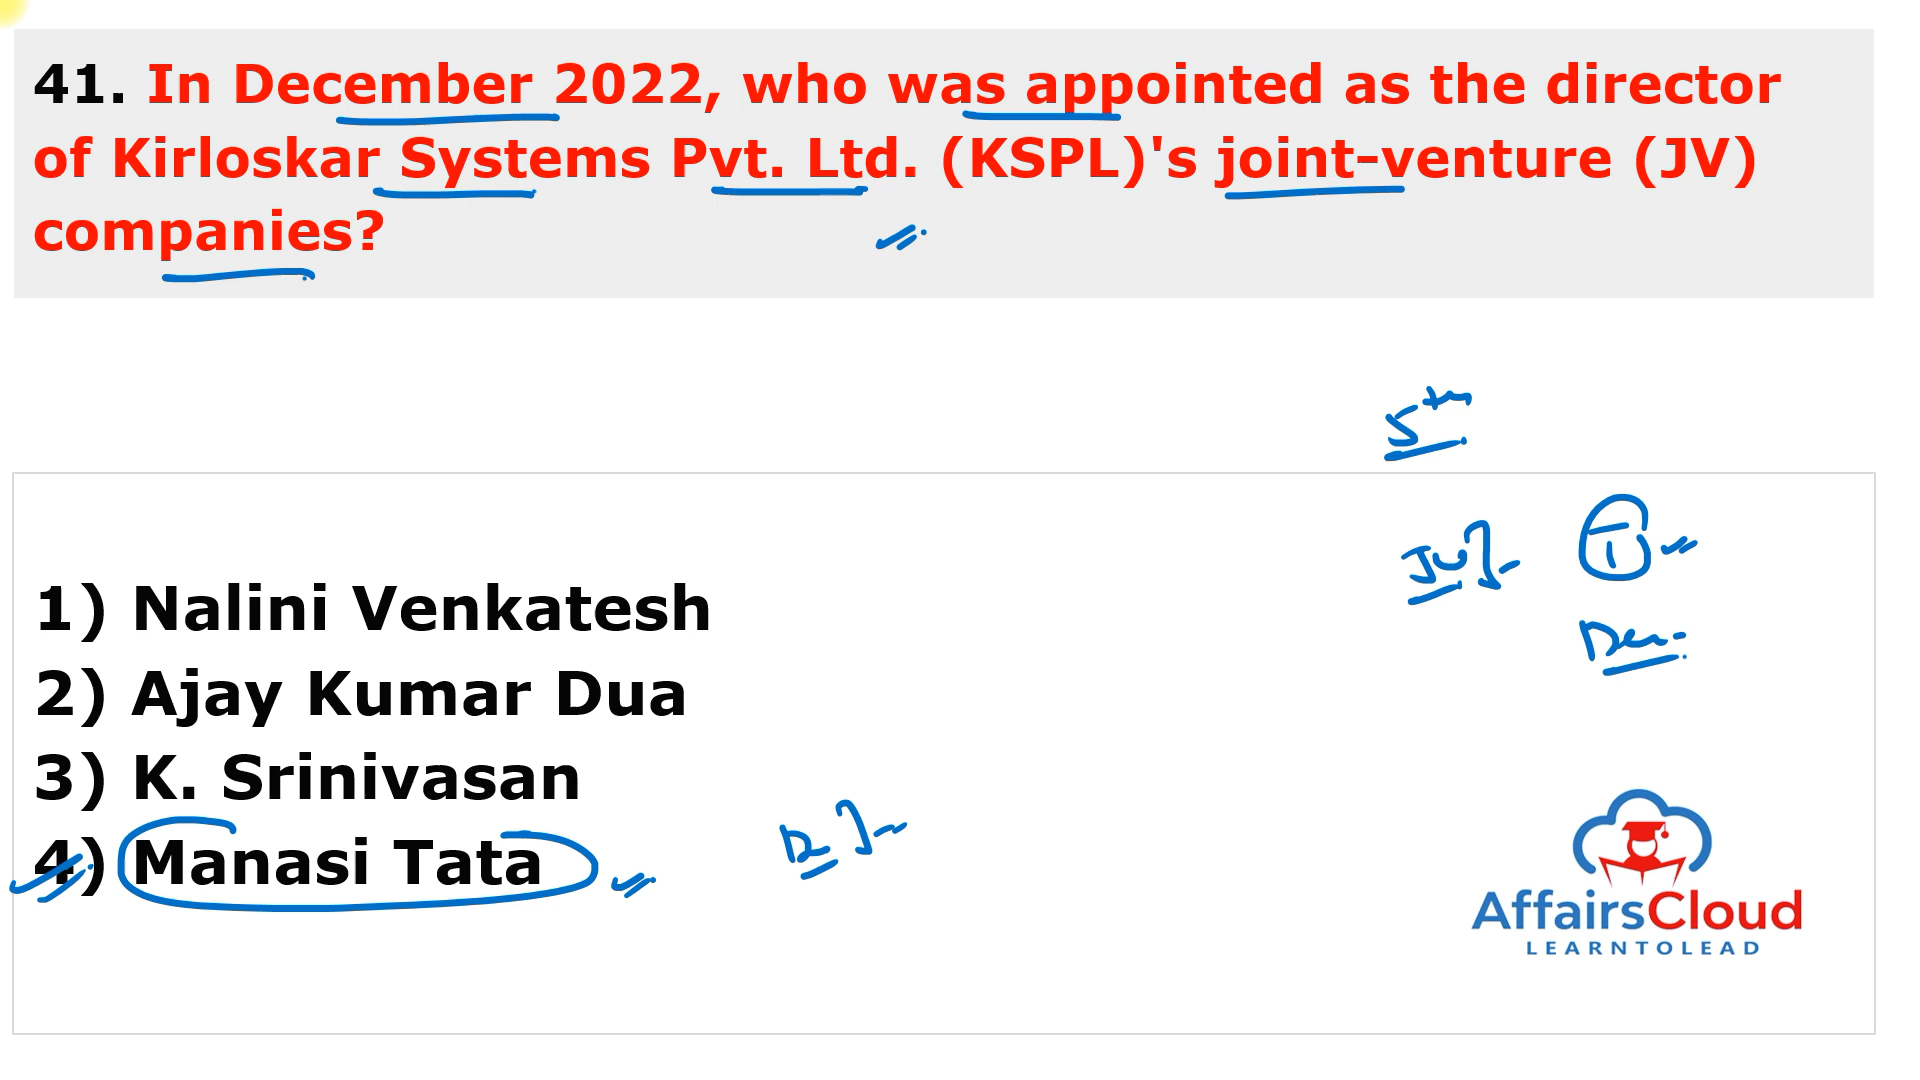 41. In December 2022, who was appointed as the director
of Kirloskar Systems Pvt. Ltd. (KSPL)'s joint-venture (JV)
companies?
5th
1) Nalini Venkatesh
2) Ajay Kumar Dua
3) K. Srinivasan
4) Manasi Tata
AffairsCloud
LEARNTOLEAD